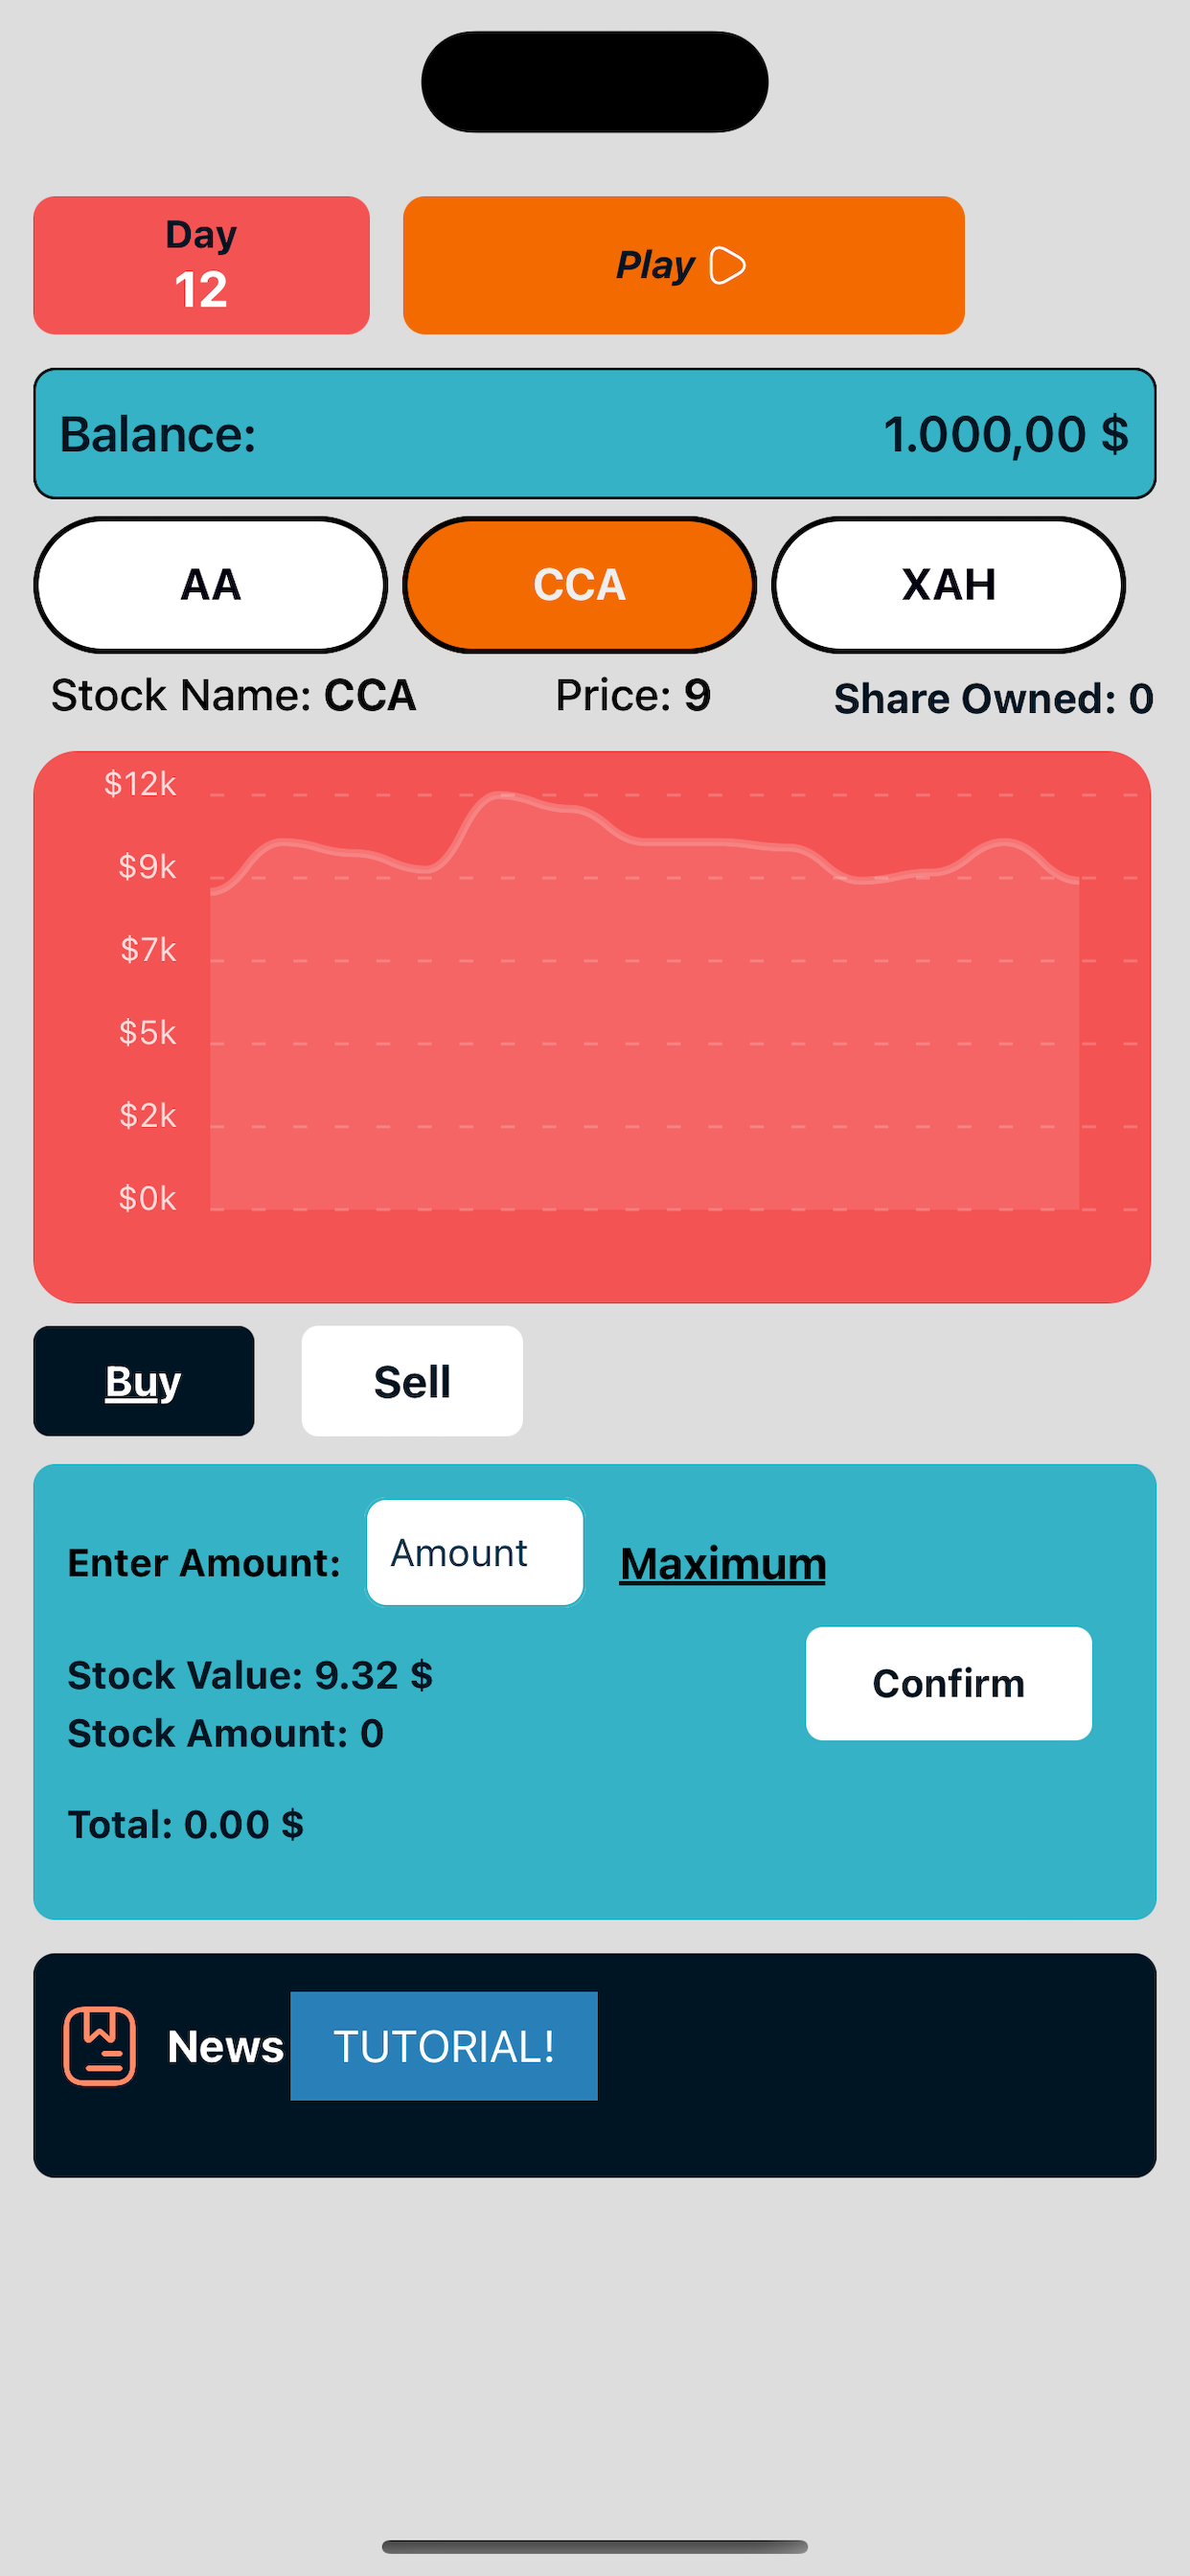 Day
12
Play
Balance: 1.000,00 $
AA CCA XAH
Stock Name: CCA Price: 9 Share Owned: 0
$12k
$9k
$7k
$5k
$2k
$0k
Buy Sell
Enter Amount: Amount Maximum
Stock Value: 9.32 $
Confirm
Stock Amount: 0
Total: 0.00 $
News TUTORIAL!